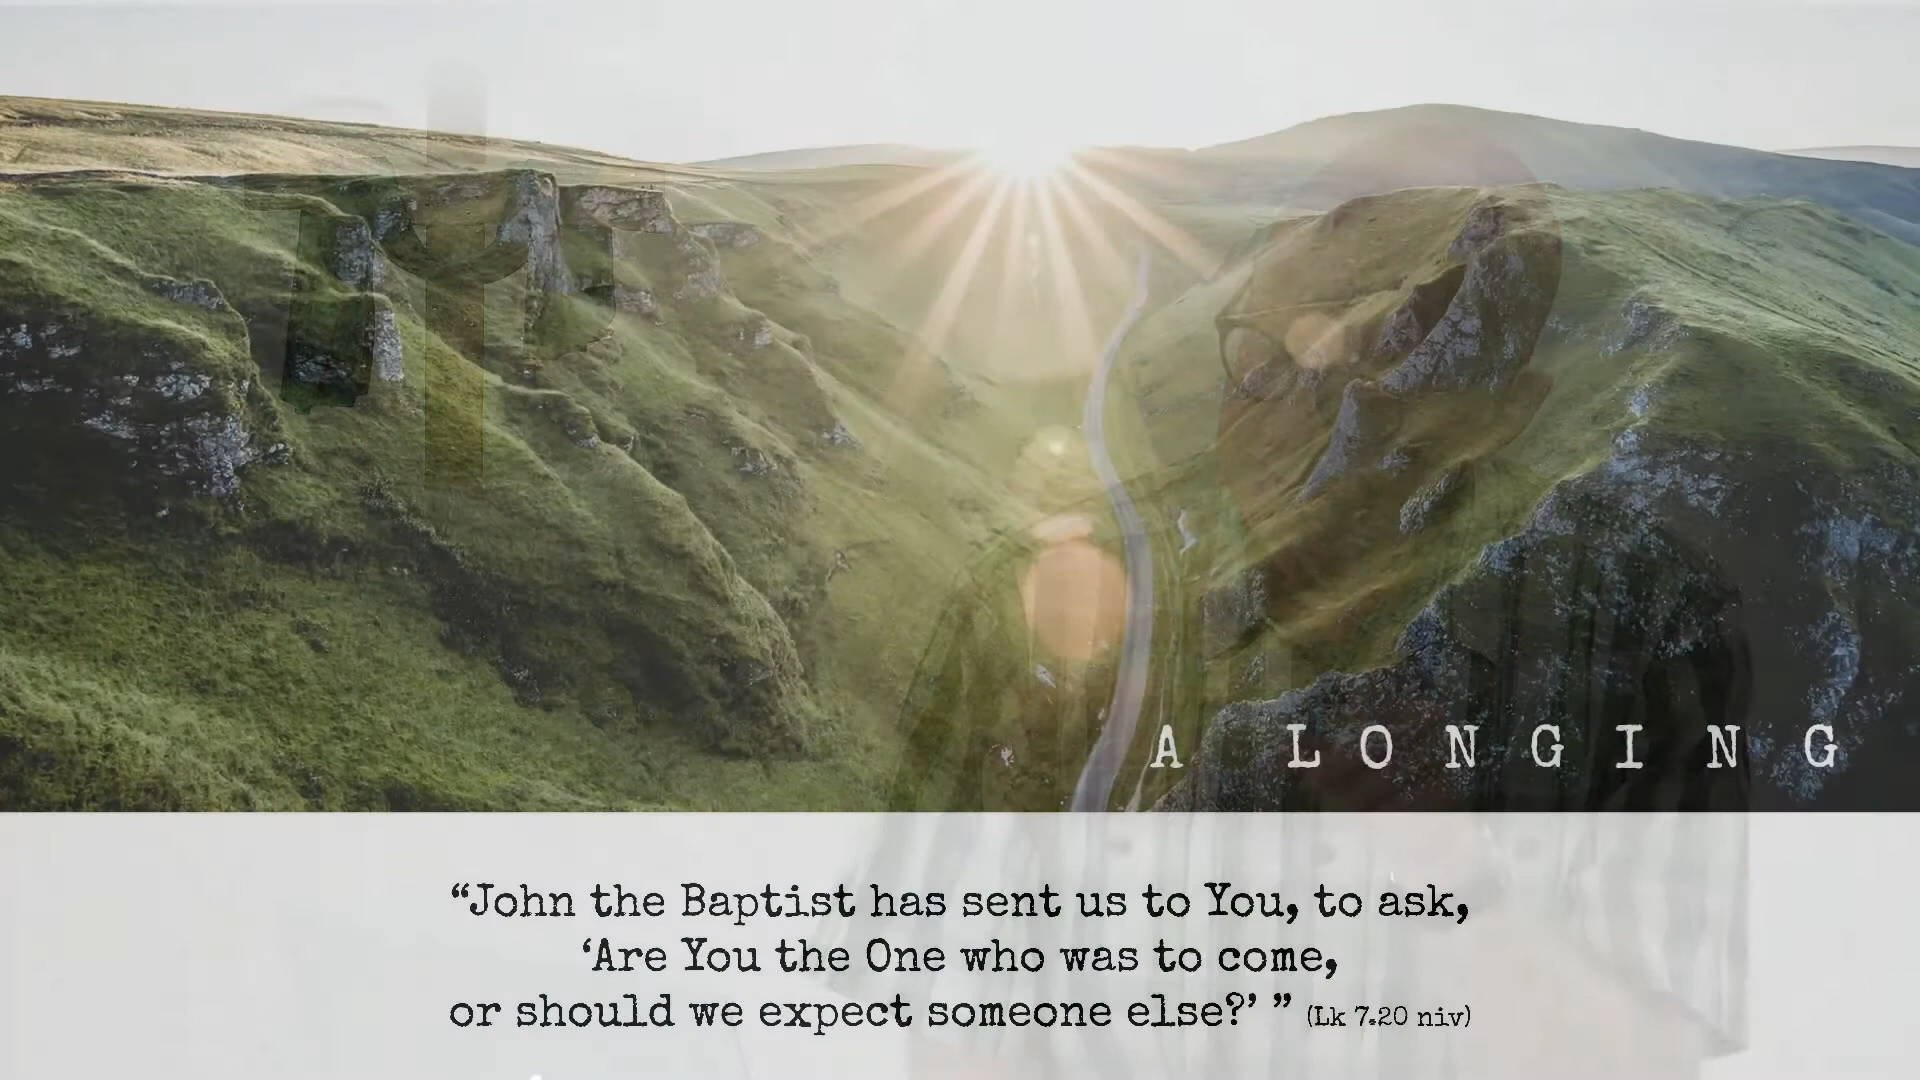 A LONGING
“John the Baptist has sent us to You, to ask,
‘Are You the One who was to come,
or should we expect someone else?’ ” (Lk 7.20 niv)